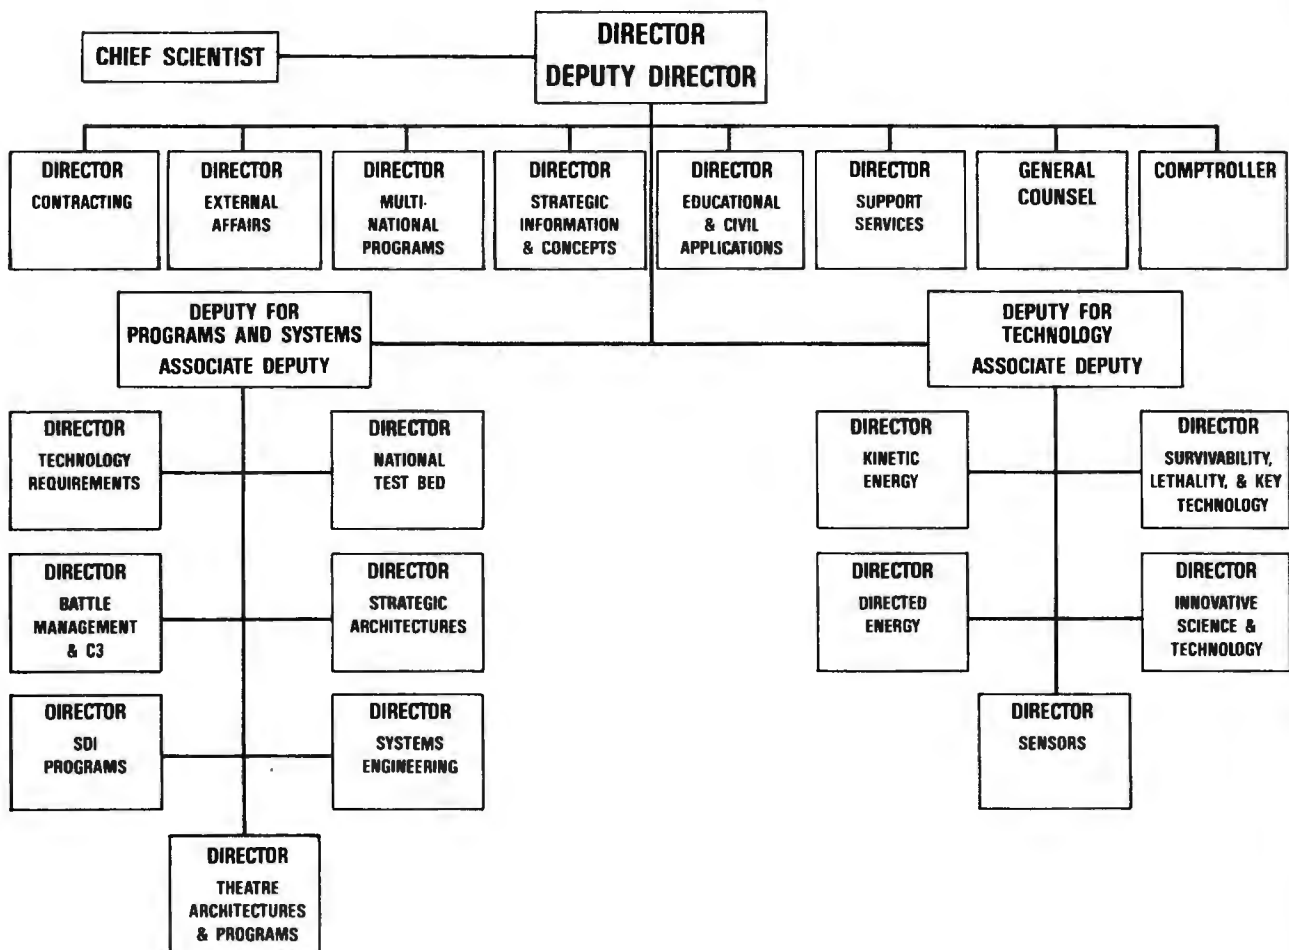 CHIEF SCIENTIST
DIRECTOR
DEPUTY DIRECTOR
DIRECTOR
CONTRACTING
DIRECTOR
EXTERNAL
AFFAIRS
DIRECTOR
MULTI-
NATIONAL
PROGRAMS
DIRECTOR
STRATEGIC
INFORMATION
& CONCEPTS
DIRECTOR
EDUCATIONAL
& CIVIL
APPLICATIONS
DIRECTOR
SUPPORT
SERVICES
GENERAL
COUNSEL
COMPTROLLER
DEPUTY FOR
PROGRAMS AND SYSTEMS
ASSOCIATE DEPUTY
DEPUTY FOR
TECHNOLOGY
ASSOCIATE DEPUTY
DIRECTOR
TECHNOLOGY
REQUIREMENTS
DIRECTOR
NATIONAL
TEST BED
DIRECTOR
KINETIC
ENERGY
DIRECTOR
SURVIVABILITY,
LETHALITY, & KEY
TECHNOLOGY
DIRECTOR
BATTLE
MANAGEMENT
& C3
DIRECTOR
STRATEGIC
ARCHITECTURES
DIRECTOR
DIRECTED
ENERGY
DIRECTOR
INNOVATIVE
SCIENCE &
TECHNOLOGY
OIRECTOR
SDI
PROGRAMS
DIRECTOR
SYSTEMS
ENGINEERING
DIRECTOR
SENSORS
DIRECTOR
THEATRE
ARCHITECTURES
& PROGRAMS